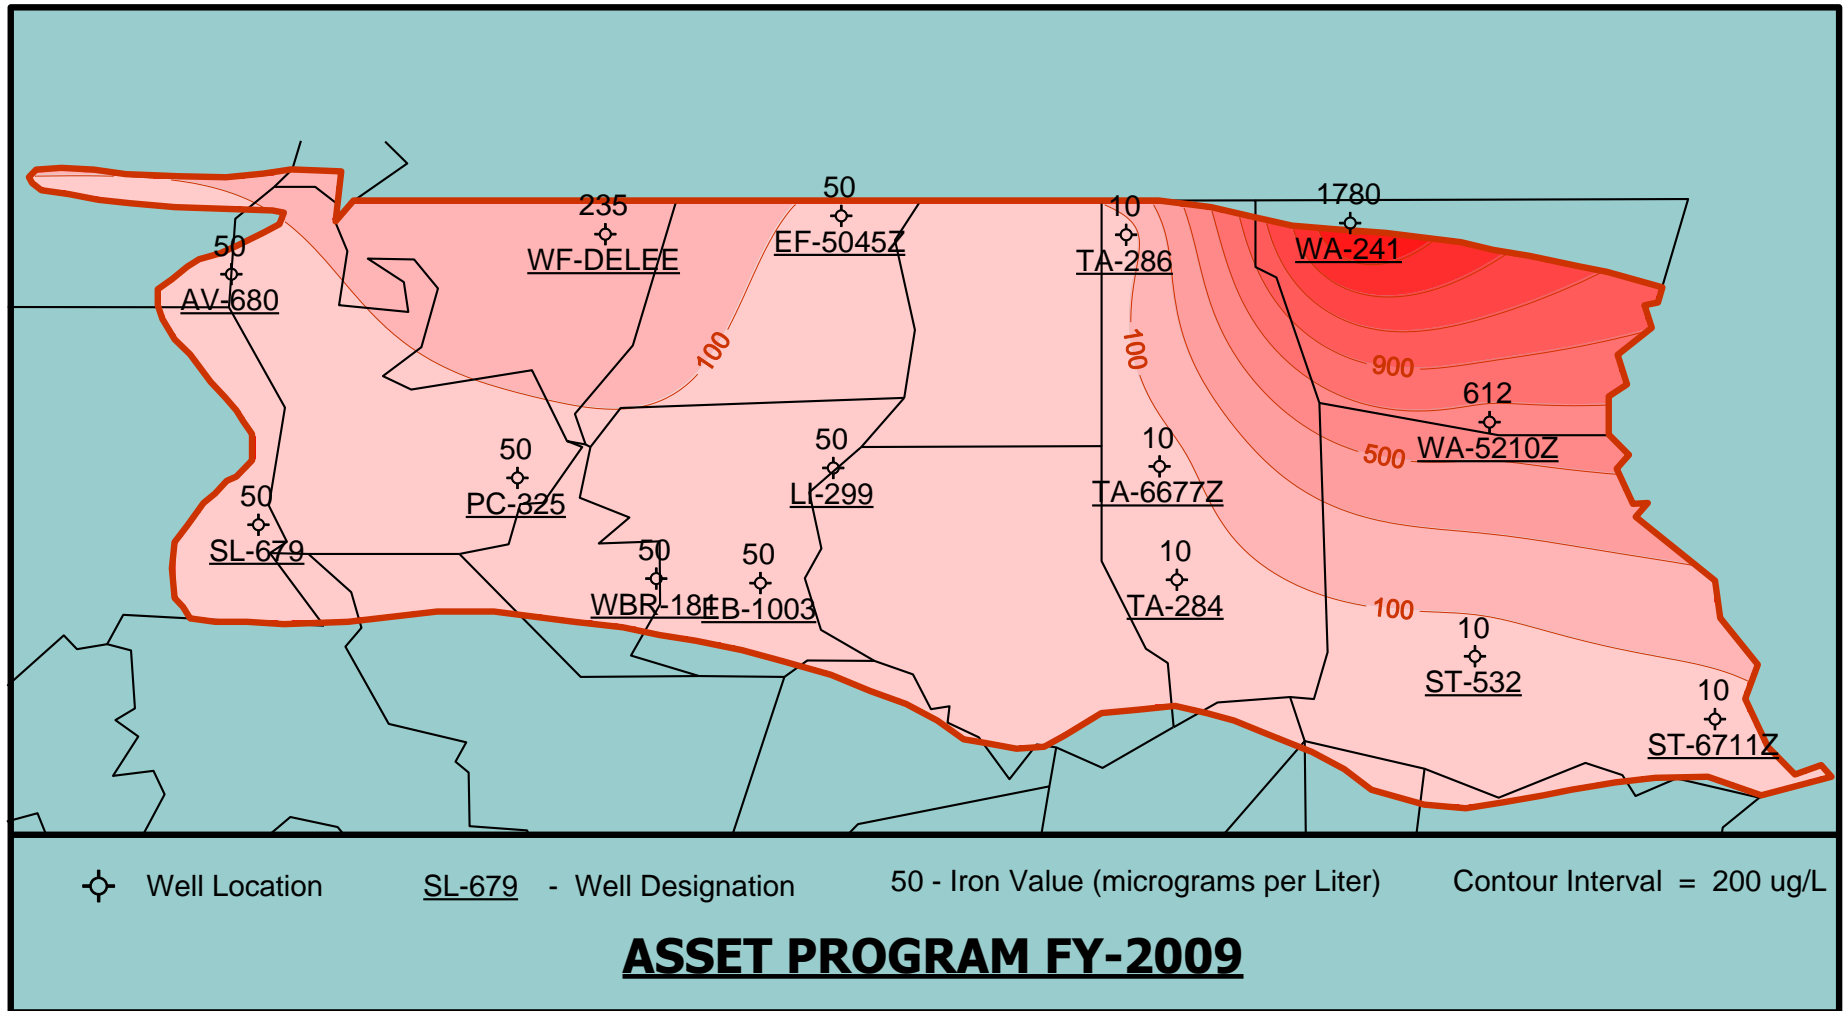 50
AV-680
235
WF-DELEE
50
EF-5045Z
10
TA-286
1780
WA-241
100
100
900
612
WA-5210Z
500
50
SL-679
50
PC-325
50
LI-299
10
TA-6677Z
50
WBR-181
50
EB-1003
10
TA-284
100
10
ST-532
10
ST-6711Z
Well Location
SL-679 - Well Designation
50 - Iron Value (micrograms per Liter)
Contour Interval = 200 ug/L
ASSET PROGRAM FY-2009